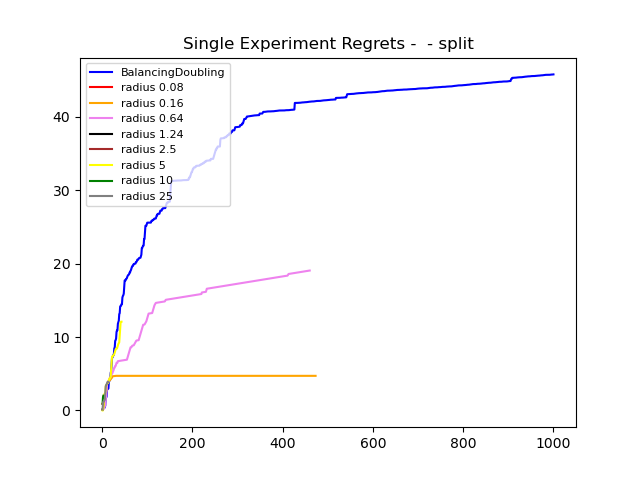 Single Experiment Regrets -  - split
BalancingDoubling
radius 0.08
radius 0.16
radius 0.64
radius 1.24
radius 2.5
radius 5
radius 10
radius 25
40
30
20
10
0
0 200 400 600 800 1000